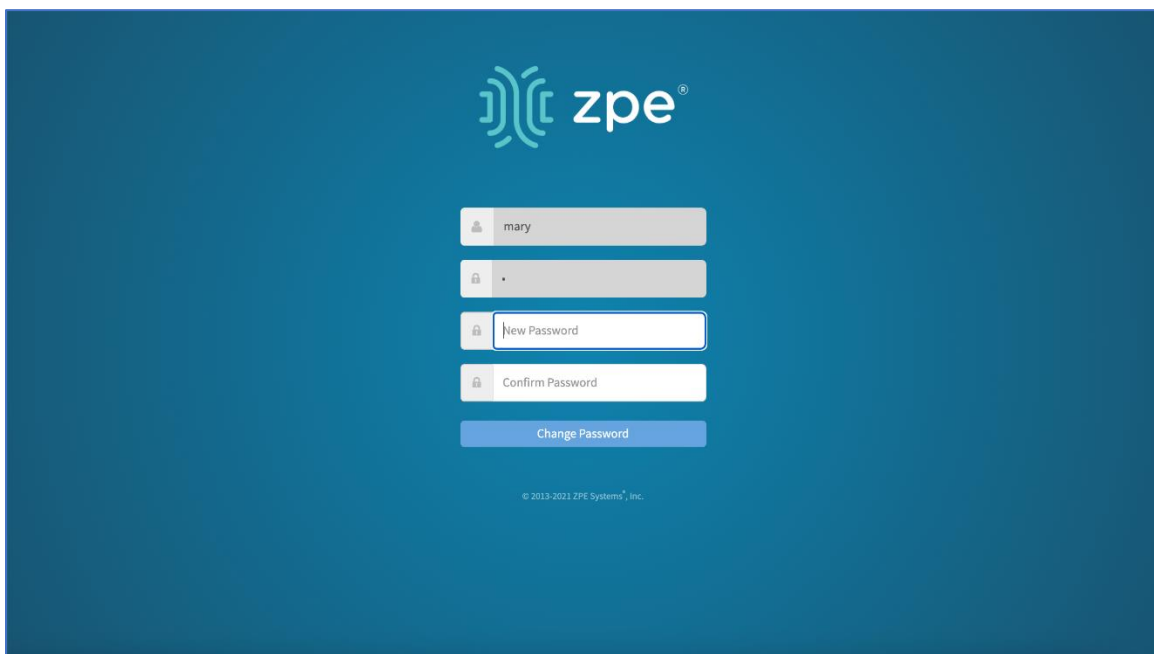 zpe®
mary
•
New Password
Confirm Password
Change Password
© 2013-2021 ZPE Systems®, Inc.